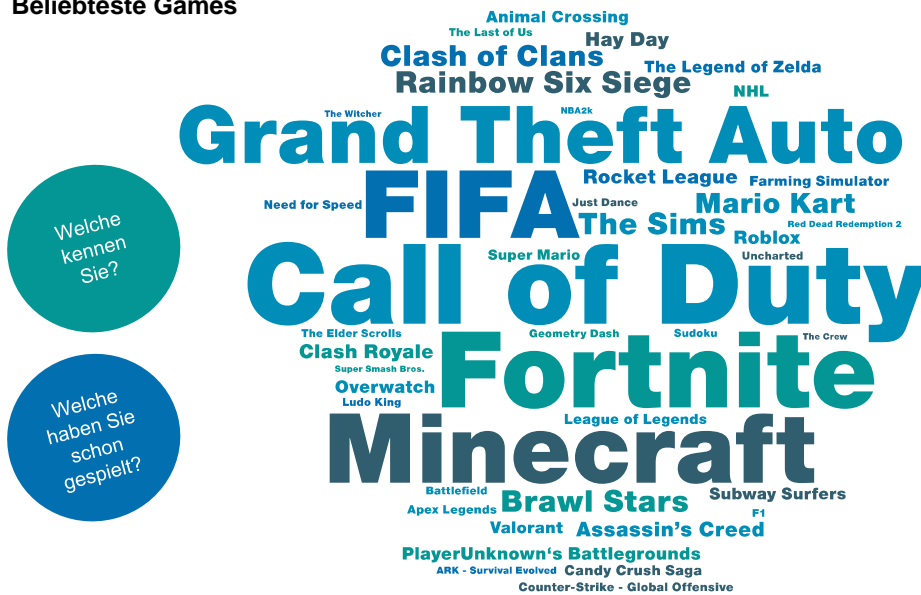 Beliebteste Games
Animal Crossing
The Last of Us
Hay Day
Clash of Clans
The Legend of Zelda
Rainbow Six Siege
NHL
The Witcher
NBA2k
Grand Theft Auto
Rocket League
Farming Simulator
Need for Speed
FIFA
Just Dance
Mario Kart
The Sims
Red Dead Redemption 2
Roblox
Super Mario
Uncharted
Call of Duty
The Elder Scrolls
Geometry Dash
Sudoku
The Crew
Clash Royale
Fortnite
Super Smash Bros.
Overwatch
Ludo King
League of Legends
Minecraft
Battlefield
Brawl Stars
Subway Surfers
Apex Legends
F1
Valorant
Assassin’s Creed
PlayerUnknown‘s Battlegrounds
ARK - Survival Evolved
Candy Crush Saga
Counter-Strike - Global Offensive
Welche
kennen
Sie?
Welche
haben Sie
schon
gespielt?